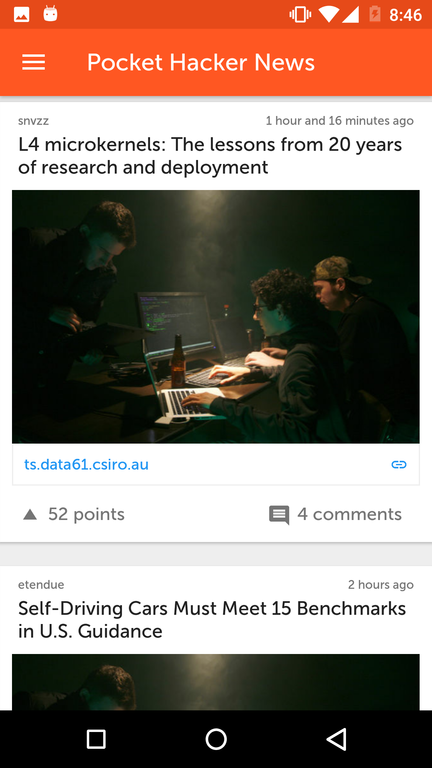 8:46
Pocket Hacker News
snvzz
1 hour and 16 minutes ago
L4 microkernels: The lessons from 20 years
of research and deployment
ts.data61.csiro.au
52 points
4 comments
etendue
2 hours ago
Self-Driving Cars Must Meet 15 Benchmarks
in U.S. Guidance